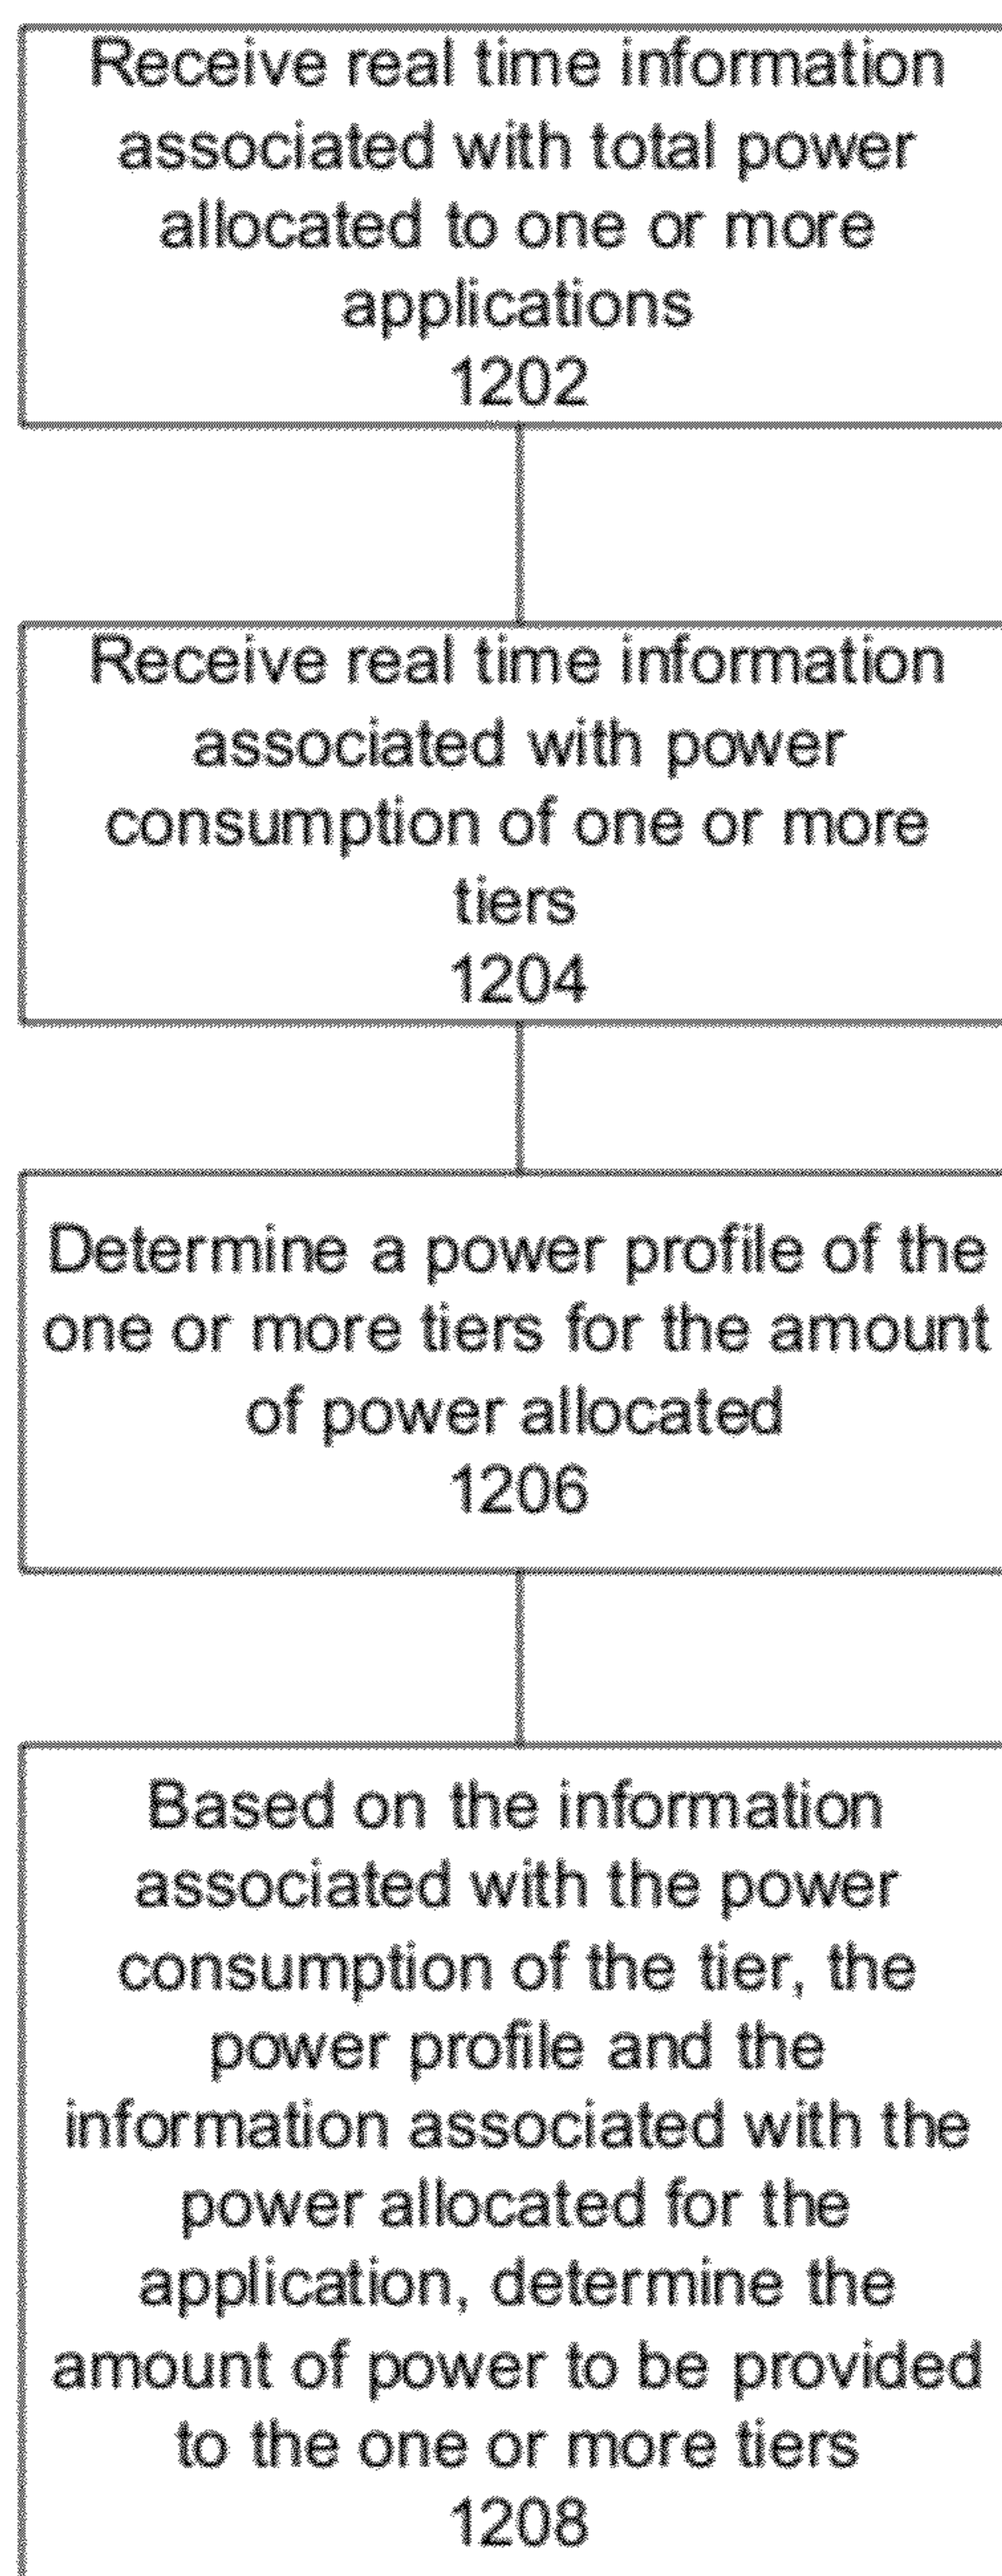 Receive real time information
associated with total power
allocated to one or more
applications
1202
Receive real time information
associated with power
consumption of one or more
tiers
1204
Determine a power profile of the
one or more tiers for the amount
of power allocated
1206
Based on the information
associated with the power
consumption of the tier, the
power profile and the
information associated with the
power allocated for the
application, determine the
amount of power to be provided
to the one or more tiers
1208